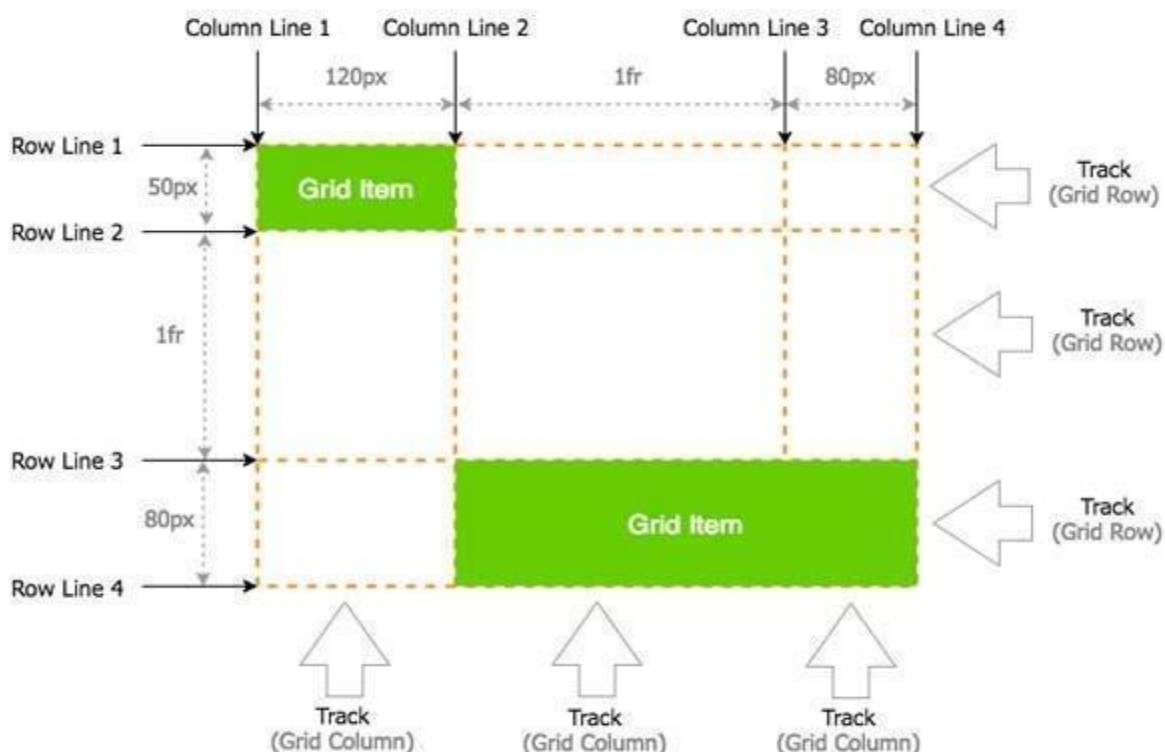 Column Line 1 Column Line 2 Column Line 3 Column Line 4
120px 1fr 80px
Row Line 1
50px
Grid Item
Track
(Grid Row)
Row Line 2
1fr
Track
(Grid Row)
Row Line 3
80px
Grid Item
Track
(Grid Row)
Row Line 4
Track Track Track
(Grid Column) (Grid Column) (Grid Column)